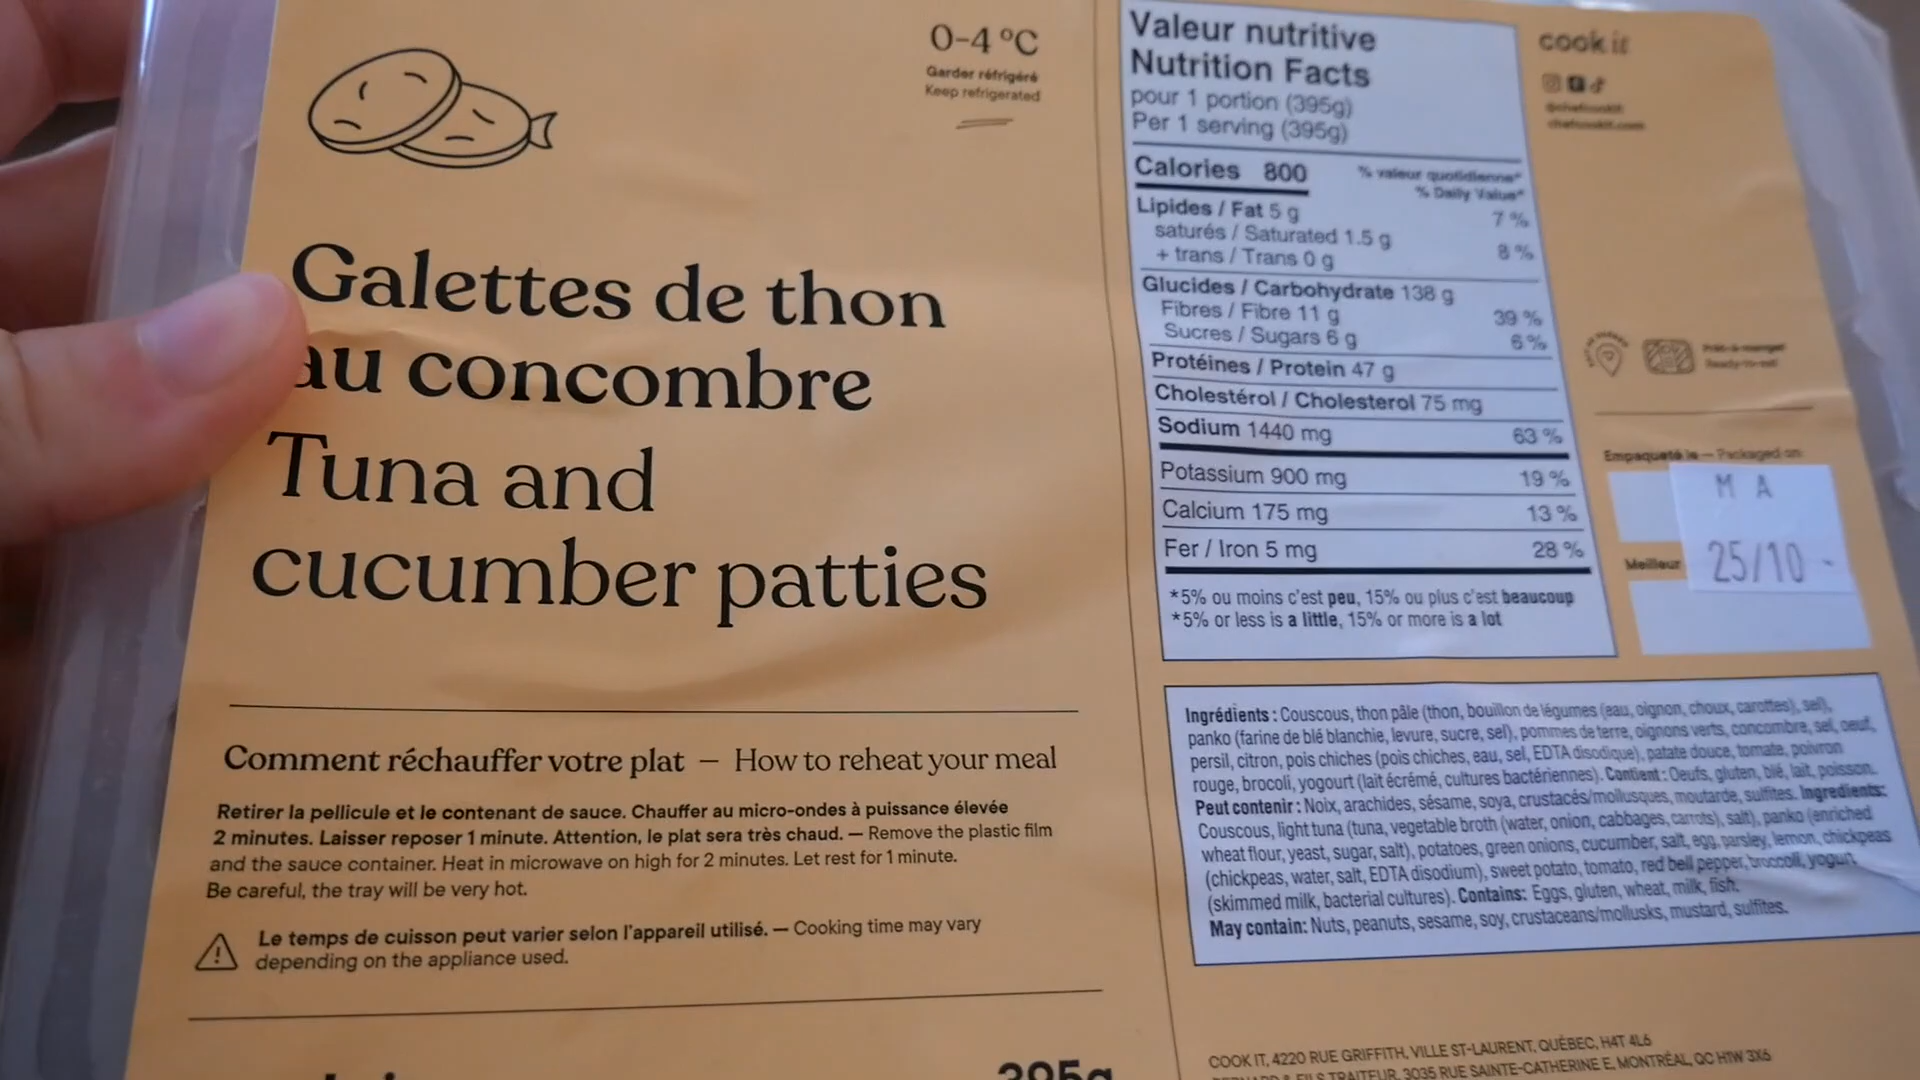 0-4 °C
Garder réfrigéré
Keep refrigerated
Galettes de thon
au concombre
Tuna and
cucumber patties
Comment réchauffer votre plat — How to reheat your meal
Retirer la pellicule et le contenant de sauce. Chauffer au micro-ondes à puissance élevée
2 minutes. Laisser reposer 1 minute. Attention, le plat sera très chaud. — Remove the plastic film
and the sauce container. Heat in microwave on high for 2 minutes. Let rest for 1 minute.
Be careful, the tray will be very hot.
Le temps de cuisson peut varier selon l'appareil utilisé. — Cooking time may vary
depending on the appliance used.
395g
Valeur nutritive
Nutrition Facts
pour 1 portion (395g)
Per 1 serving (395g)
Calories 800
% valeur quotidienne*
% Daily Value*
Lipides / Fat 5 g 7 %
saturés / Saturated 1.5 g
+ trans / Trans 0 g 8 %
Glucides / Carbohydrate 138 g
Fibres / Fibre 11 g 39 %
Sucres / Sugars 6 g 6 %
Protéines / Protein 47 g
Cholestérol / Cholesterol 75 mg
Sodium 1440 mg 63 %
Potassium 900 mg 19 %
Calcium 175 mg 13 %
Fer / Iron 5 mg 28 %
*5% ou moins c'est peu, 15% ou plus c'est beaucoup
*5% or less is a little, 15% or more is a lot
cook it
@chefcookit
chefcookit.com
Prêt-à-manger
Ready-to-eat
Empaqueté le — Packaged on
M A
25/10
Meilleur
Ingrédients : Couscous, thon pâle (thon, bouillon de légumes (eau, oignon, choux, carottes), sel),
panko (farine de blé blanchie, levure, sucre, sel), pommes de terre, oignons verts, concombre, sel, oeuf,
persil, citron, pois chiches (pois chiches, eau, sel, EDTA disodique), patate douce, tomate, poivron
rouge, brocoli, yogourt (lait écrémé, cultures bactériennes). Contient : Oeufs, gluten, blé, lait, poisson.
Peut contenir : Noix, arachides, sésame, soya, crustacés/mollusques, moutarde, sulfites. Ingredients:
Couscous, light tuna (tuna, vegetable broth (water, onion, cabbages, carrots), salt), panko (enriched
wheat flour, yeast, sugar, salt), potatoes, green onions, cucumber, salt, egg, parsley, lemon, chickpeas
(chickpeas, water, salt, EDTA disodium), sweet potato, tomato, red bell pepper, broccoli, yogurt
(skimmed milk, bacterial cultures). Contains: Eggs, gluten, wheat, milk, fish.
May contain: Nuts, peanuts, sesame, soy, crustaceans/mollusks, mustard, sulfites.
COOK IT, 4220 RUE GRIFFITH, VILLE ST-LAURENT, QUÉBEC, H4T 4L6
& FILS TRAITEUR, 3035 RUE SAINTE-CATHERINE E, MONTRÉAL, QC H1W 3X6